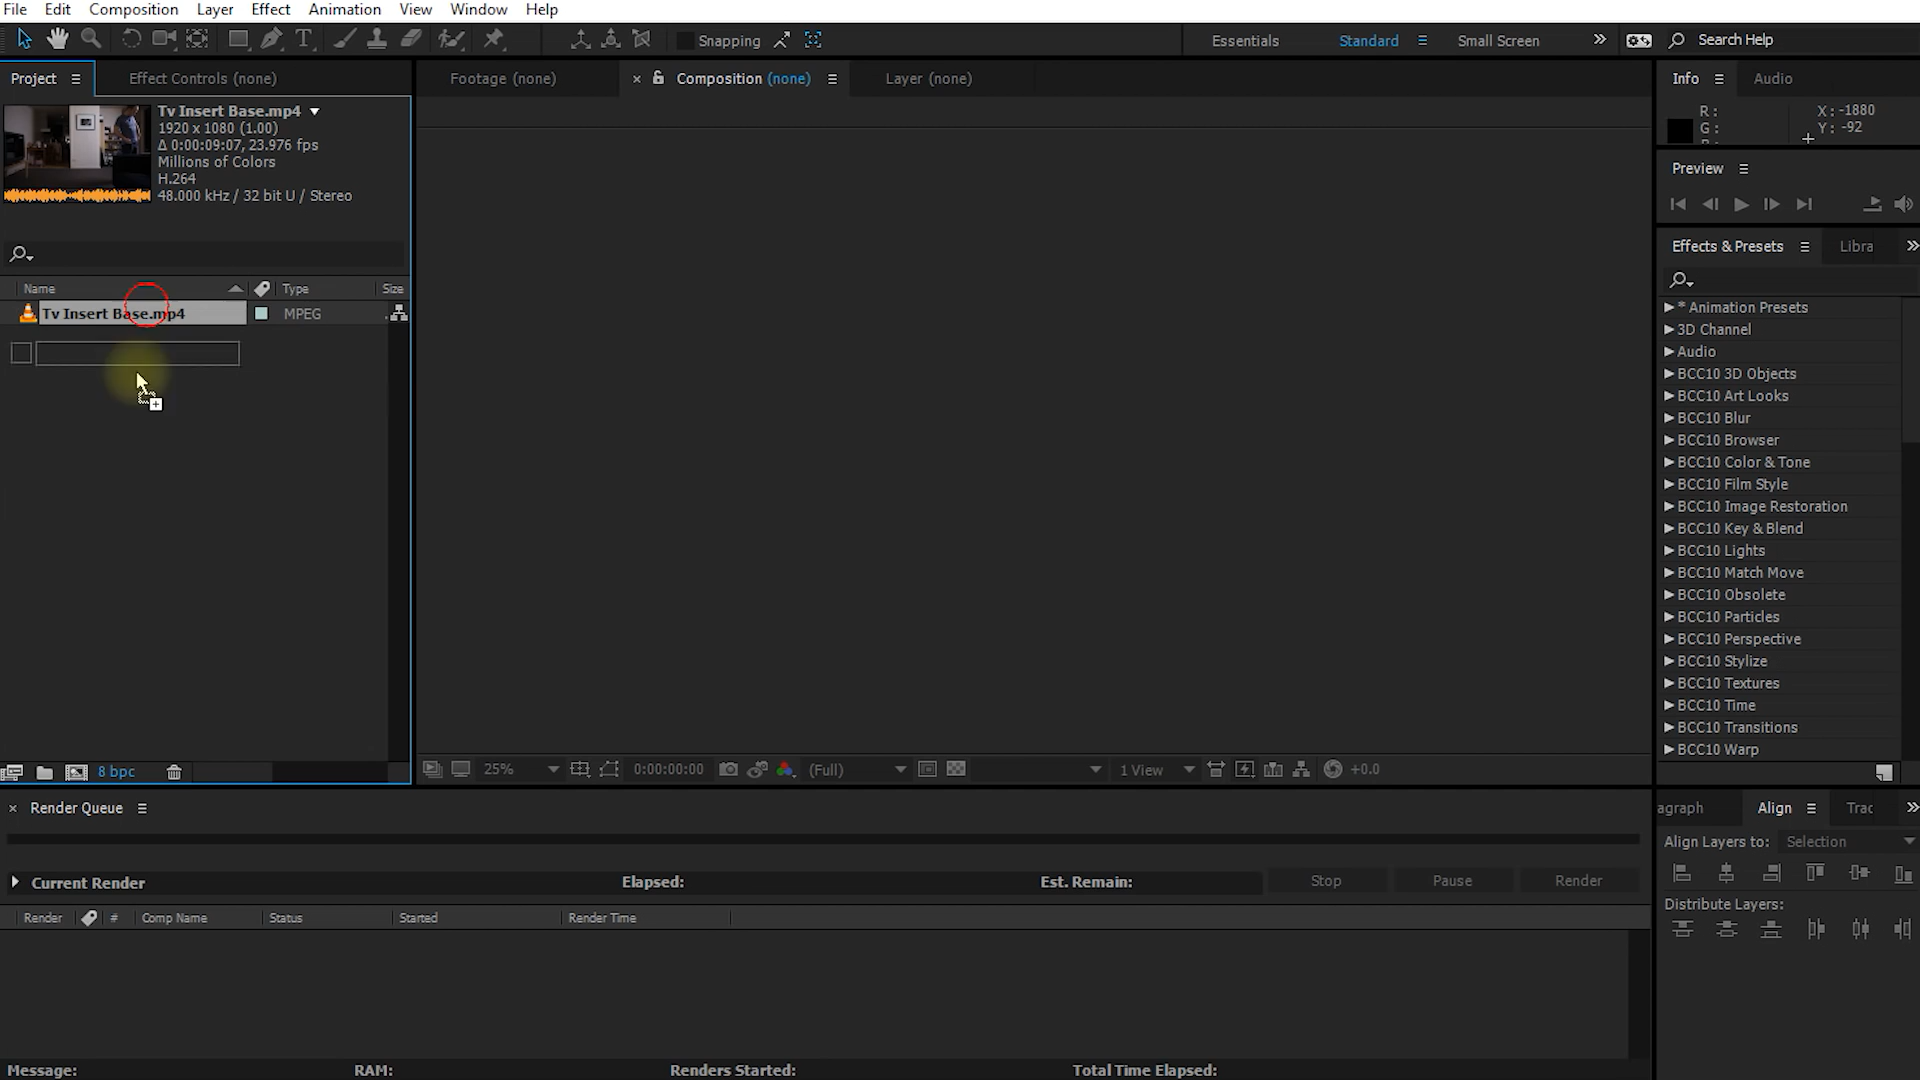 File Edit Composition Layer Effect Animation View Window Help
Snapping Essentials Standard Small Screen Search Help
Project Effect Controls (none) Footage (none) Composition (none) Layer (none) Info Audio
Tv Insert Base.mp4
1920 x 1080 (1.00)
Δ 0:00:09:07, 23.976 fps
Millions of Colors
H.264
48.000 kHz / 32 bit U / Stereo
R : X : -1880
G : Y : -92
Preview
Effects & Presets Libra
Name Type Size
Tv Insert Base.mp4 MPEG
* Animation Presets
3D Channel
Audio
BCC10 3D Objects
BCC10 Art Looks
BCC10 Blur
BCC10 Browser
BCC10 Color & Tone
BCC10 Film Style
BCC10 Image Restoration
BCC10 Key & Blend
BCC10 Lights
BCC10 Match Move
BCC10 Obsolete
BCC10 Particles
BCC10 Perspective
BCC10 Stylize
BCC10 Textures
BCC10 Time
BCC10 Transitions
BCC10 Warp
8 bpc 25% 0:00:00:00 (Full) 1 View +0.0
Render Queue agraph Align Trac
Align Layers to: Selection
Current Render Elapsed: Est. Remain: Stop Pause Render
Distribute Layers:
Render # Comp Name Status Started Render Time
Message: RAM: Renders Started: Total Time Elapsed: